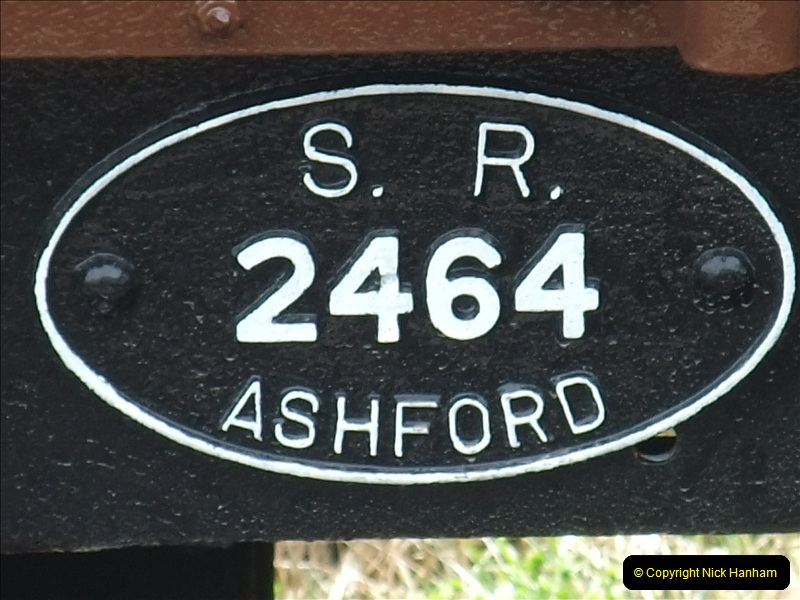 S. R.
2464
ASHFORD
© Copyright Nick Hanham